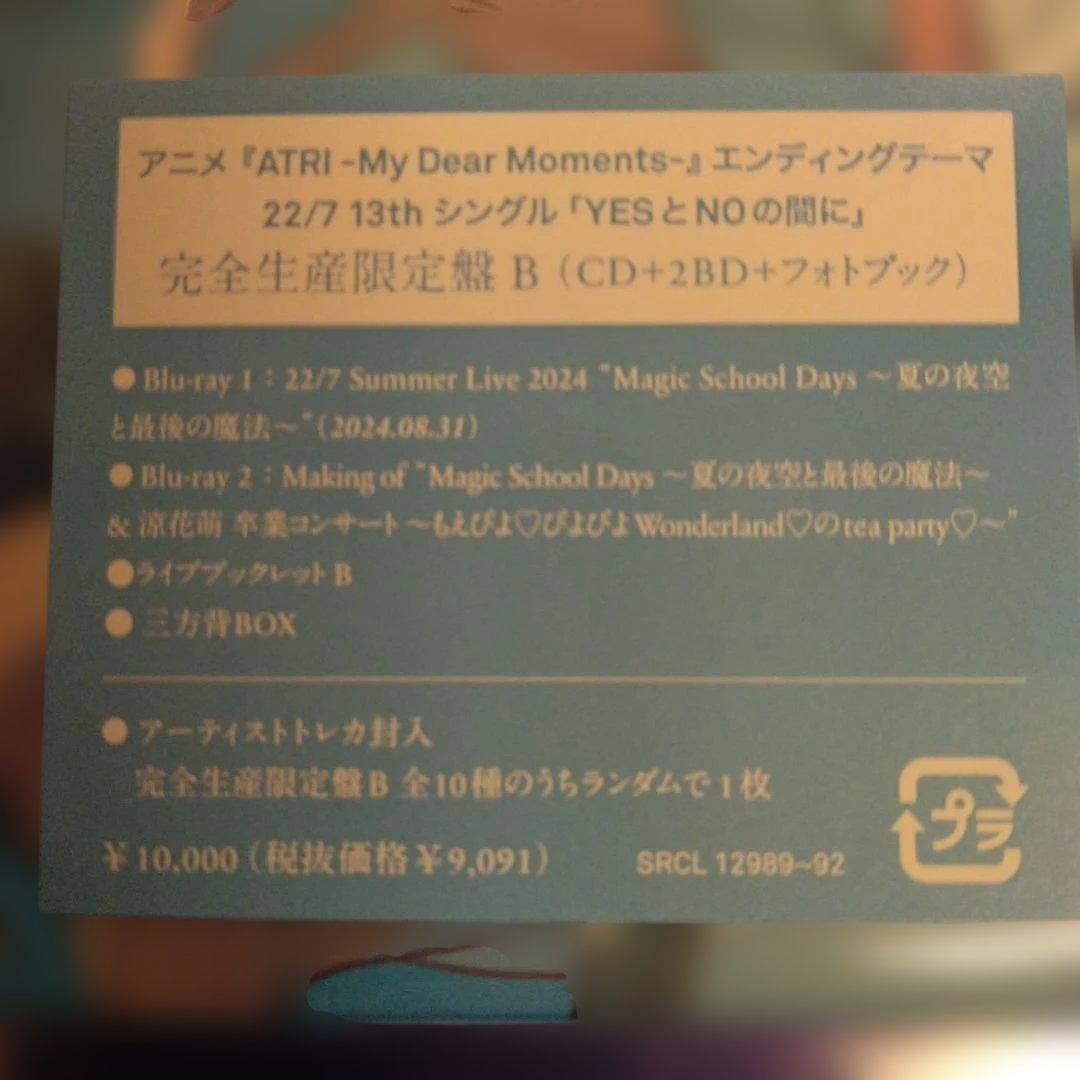 アニメ『ATRI -My Dear Moments-』エンディングテーマ
22/7 13th シングル「YESとNOの間に」
完全生産限定盤 B（CD+2BD+フォトブック）
●Blu-ray 1：22/7 Summer Live 2024 "Magic School Days ～夏の夜空
と最後の魔法～"（2024.08.31）
●Blu-ray 2：Making of "Magic School Days ～夏の夜空と最後の魔法～
& 涼花萌 卒業コンサート ～もえぴよ♡ぴよぴよ Wonderland♡のtea party♡～"
●ライブブックレット B
●三方背BOX
●アーティストトレカ封入
完全生産限定盤B 全10種のうちランダムで1枚
￥10,000（税抜価格￥9,091）
SRCL 12989~92
プラ